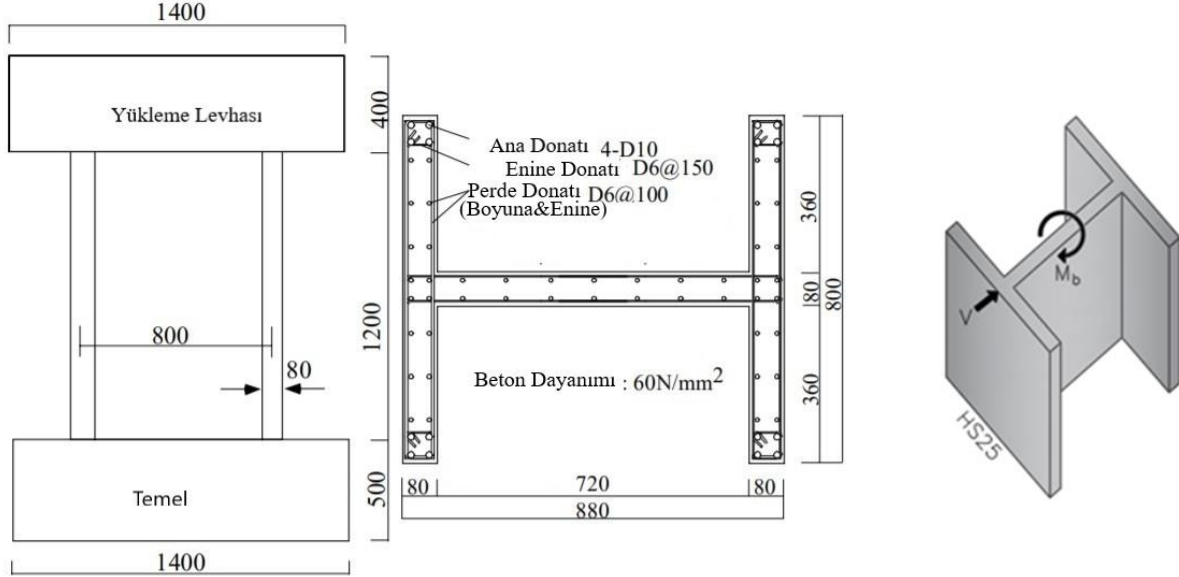 1400
Yükleme Levhası
400
800
1200
80
Temel
500
1400
Ana Donatı 4-D10
Enine Donatı D6@150
Perde Donatı D6@100
(Boyuna&Enine)
Beton Dayanımı : 60N/mm2
360
80
800
360
80
720
80
880
V
Mb
HS25